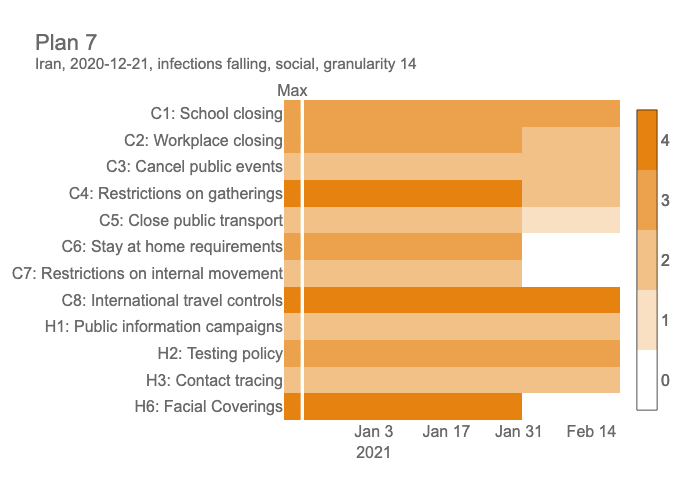 Plan 7
Iran, 2020-12-21, infections falling, social, granularity 14
Max
C1: School closing
C2: Workplace closing
C3: Cancel public events
C4: Restrictions on gatherings
C5: Close public transport
C6: Stay at home requirements
C7: Restrictions on internal movement
C8: International travel controls
H1: Public information campaigns
H2: Testing policy
H3: Contact tracing
H6: Facial Coverings
Jan 3 Jan 17 Jan 31 Feb 14
2021
4
3
2
1
0